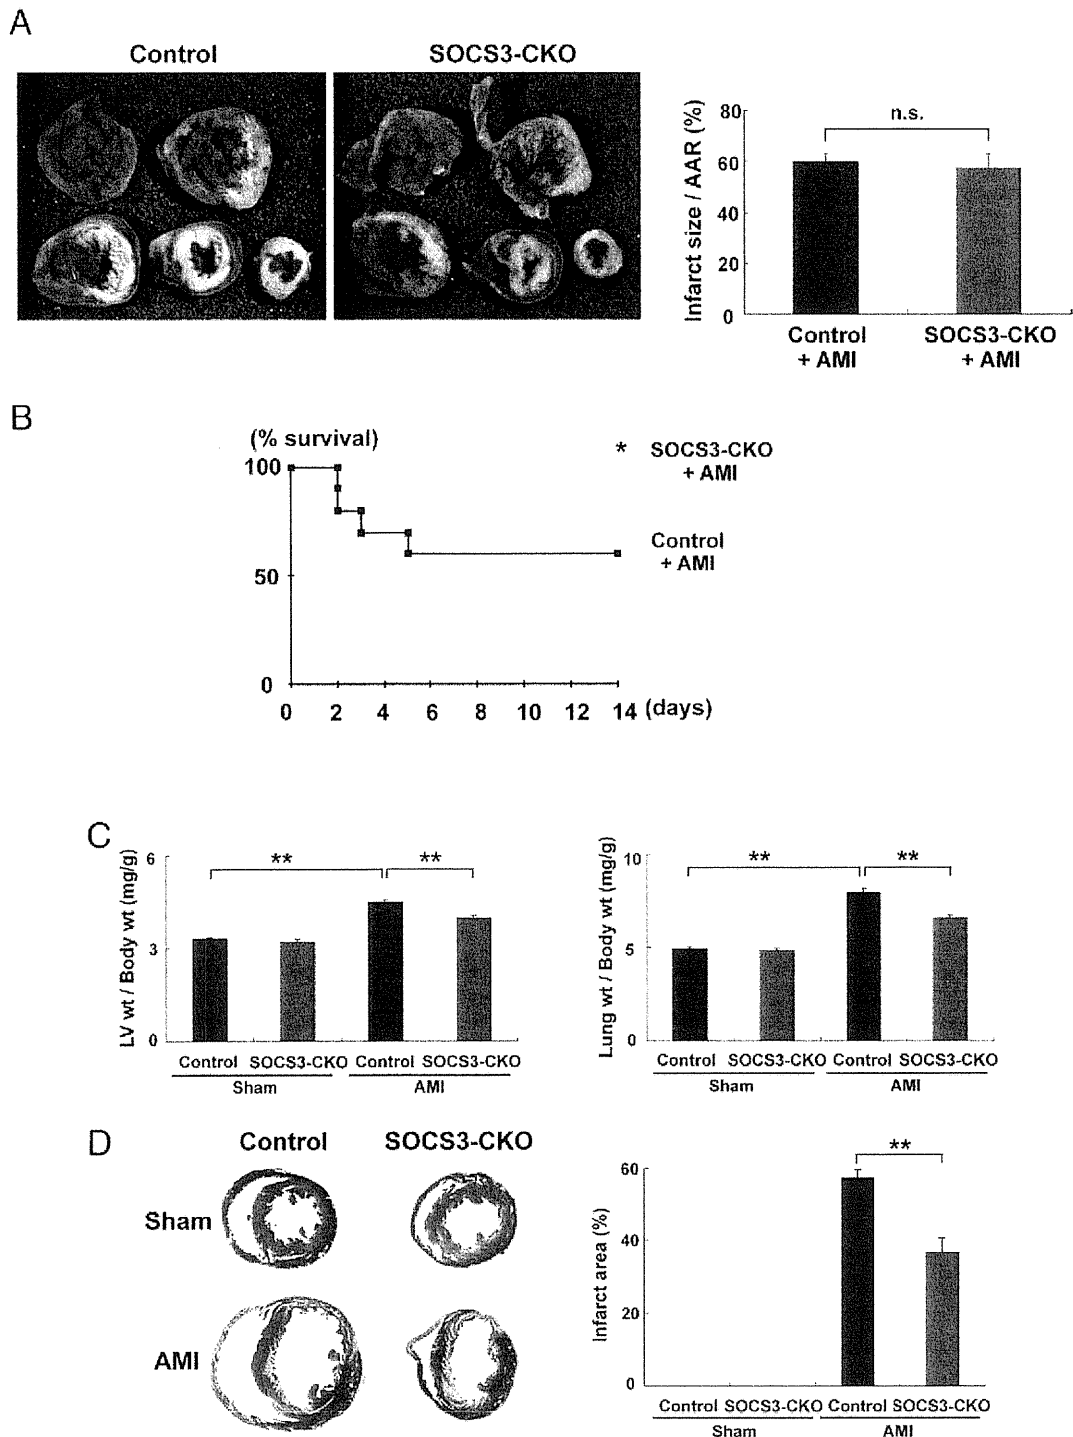 A
Control
SOCS3-CKO
Infarct size / AAR (%)
80
60
40
20
0
n.s.
Control
+ AMI
SOCS3-CKO
+ AMI
B
(% survival)
100
50
0
0 2 4 6 8 10 12 14 (days)
* SOCS3-CKO
+ AMI
Control
+ AMI
C
LV wt / Body wt (mg/g)
6
3
0
** **
Control SOCS3-CKO Control SOCS3-CKO
Sham AMI
Lung wt / Body wt (mg/g)
10
5
0
** **
Control SOCS3-CKO Control SOCS3-CKO
Sham AMI
D
Control SOCS3-CKO
Sham
AMI
Infarct area (%)
60
40
20
0
**
Control SOCS3-CKO Control SOCS3-CKO
Sham AMI